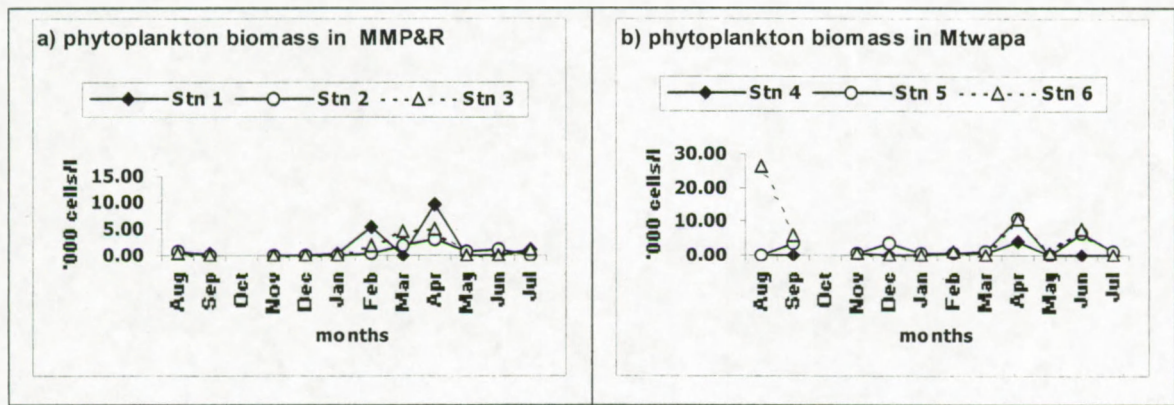 a) phytoplankton biomass in MMP&R
Stn 1 Stn 2 Stn 3
'000 cells/l
15.00
10.00
5.00
0.00
Aug Sep Oct Nov Dec Jan Feb Mar Apr May Jun Jul
months
b) phytoplankton biomass in Mtwapa
Stn 4 Stn 5 Stn 6
'000 cells/l
30.00
20.00
10.00
0.00
Aug Sep Oct Nov Dec Jan Feb Mar Apr May Jun Jul
months